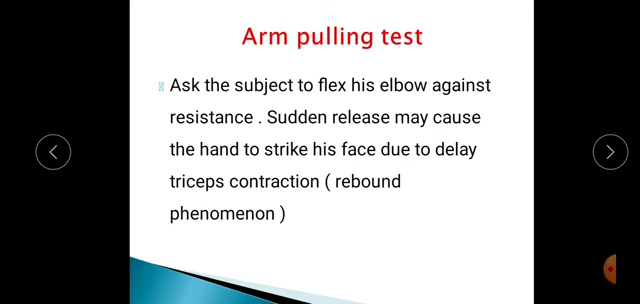 Arm pulling test
Ask the subject to flex his elbow against
resistance . Sudden release may cause
the hand to strike his face due to delay
triceps contraction ( rebound
phenomenon )